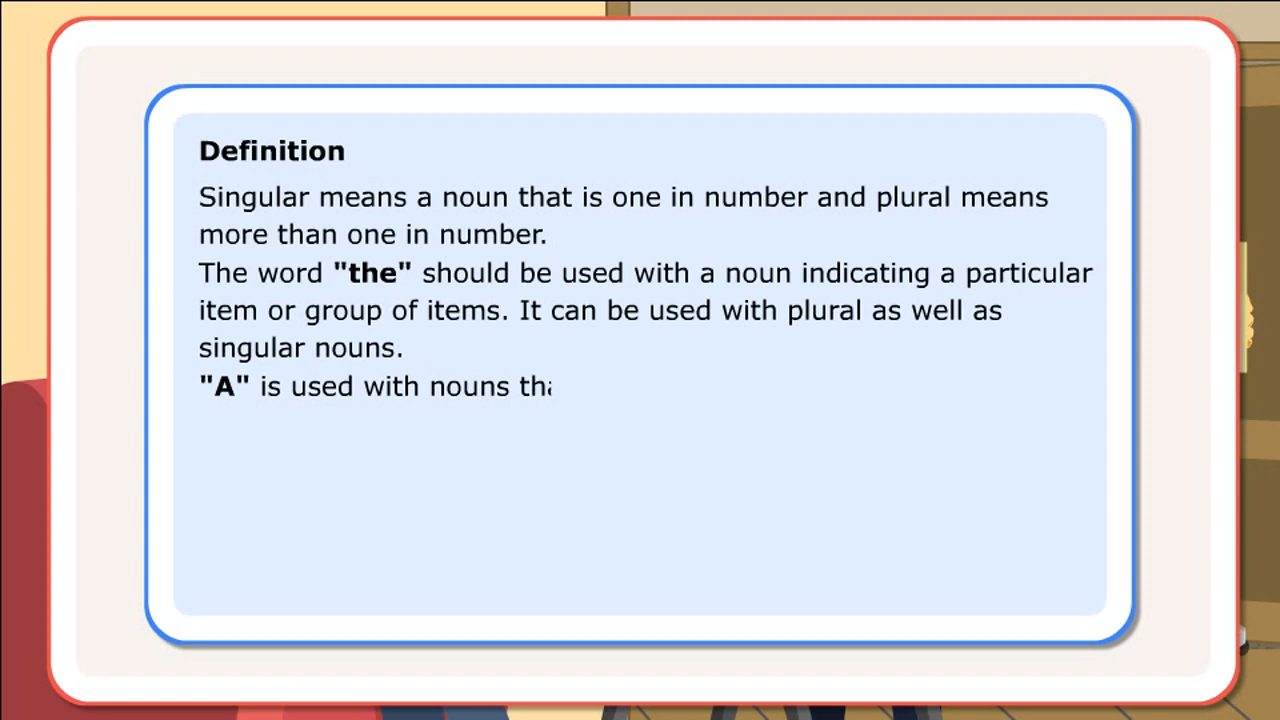 Definition
Singular means a noun that is one in number and plural means
more than one in number.
The word "the" should be used with a noun indicating a particular
item or group of items. It can be used with plural as well as
singular nouns.
"A" is used with nouns tha